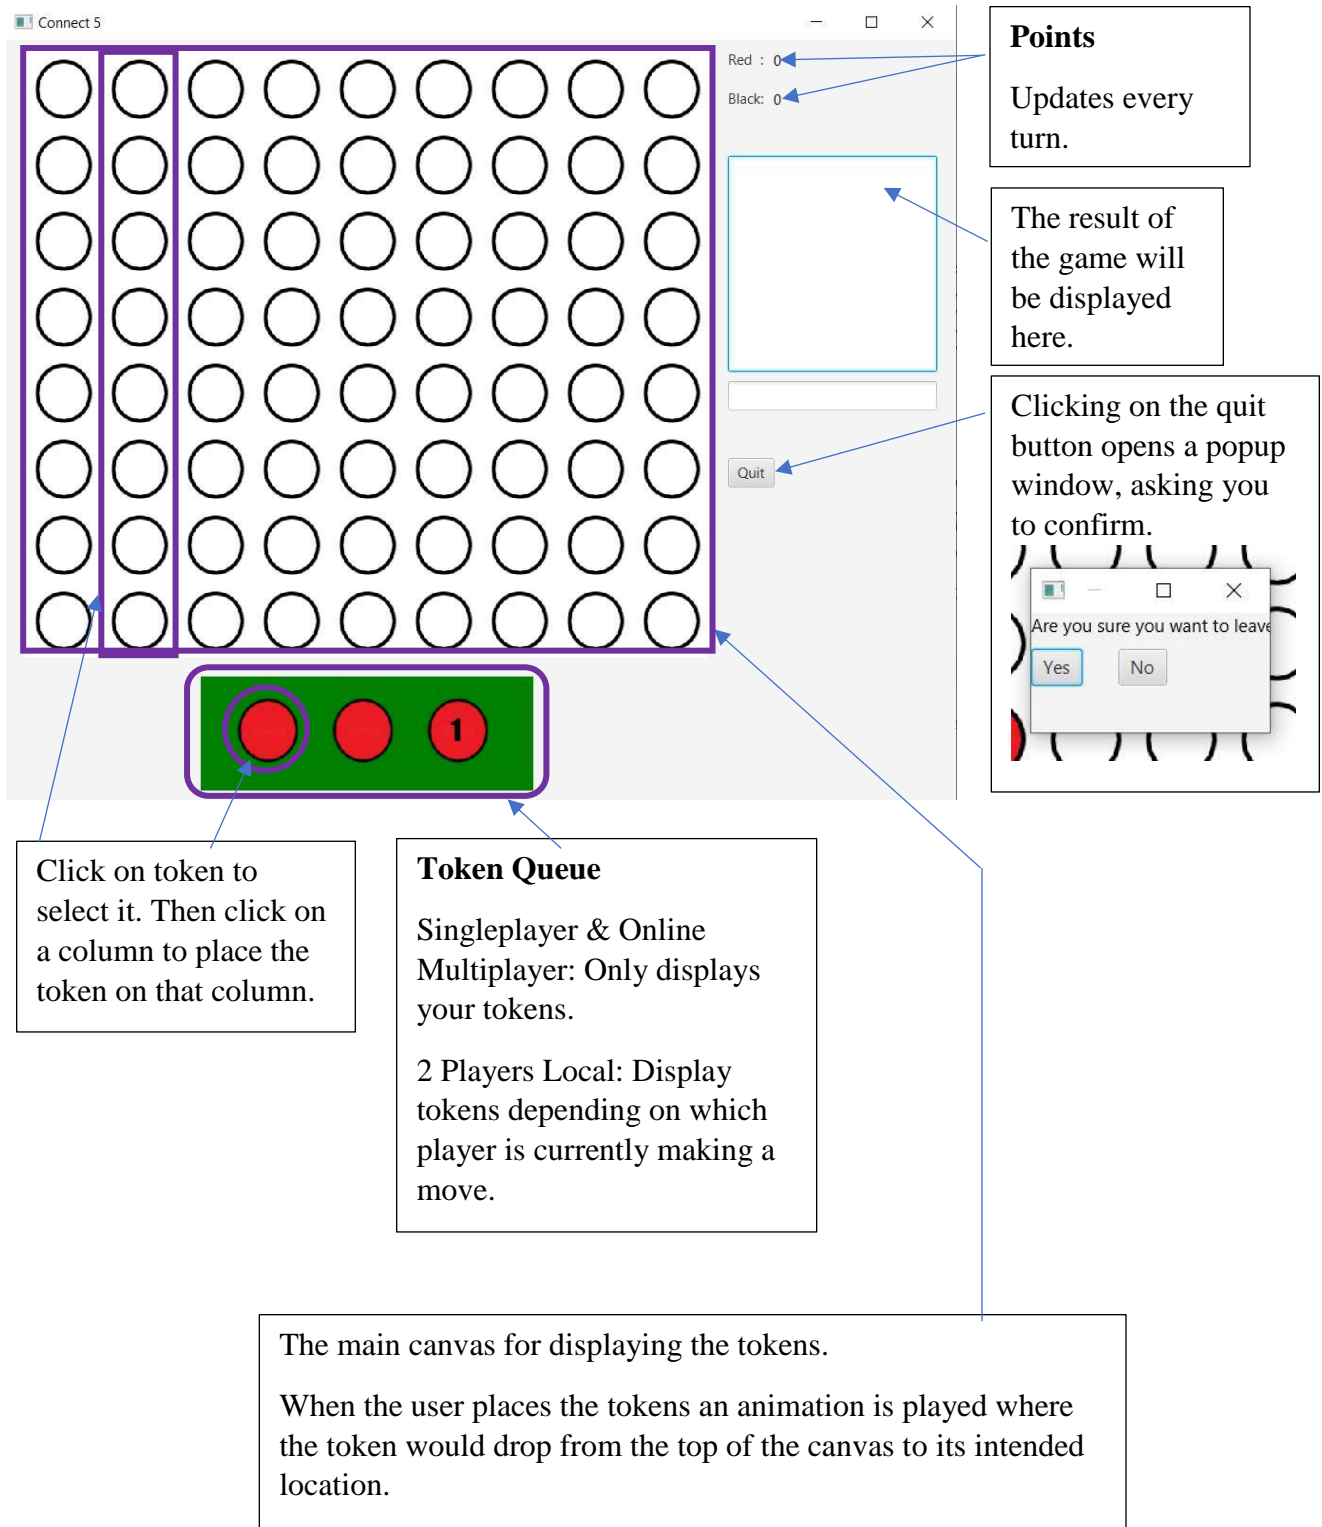 Connect 5
Red : 0
Black: 0
Quit
1
Points
Updates every
turn.
The result of
the game will
be displayed
here.
Clicking on the quit
button opens a popup
window, asking you
to confirm.
Are you sure you want to leave
Yes No
Click on token to
select it. Then click on
a column to place the
token on that column.
Token Queue
Singleplayer & Online
Multiplayer: Only displays
your tokens.
2 Players Local: Display
tokens depending on which
player is currently making a
move.
The main canvas for displaying the tokens.
When the user places the tokens an animation is played where
the token would drop from the top of the canvas to its intended
location.